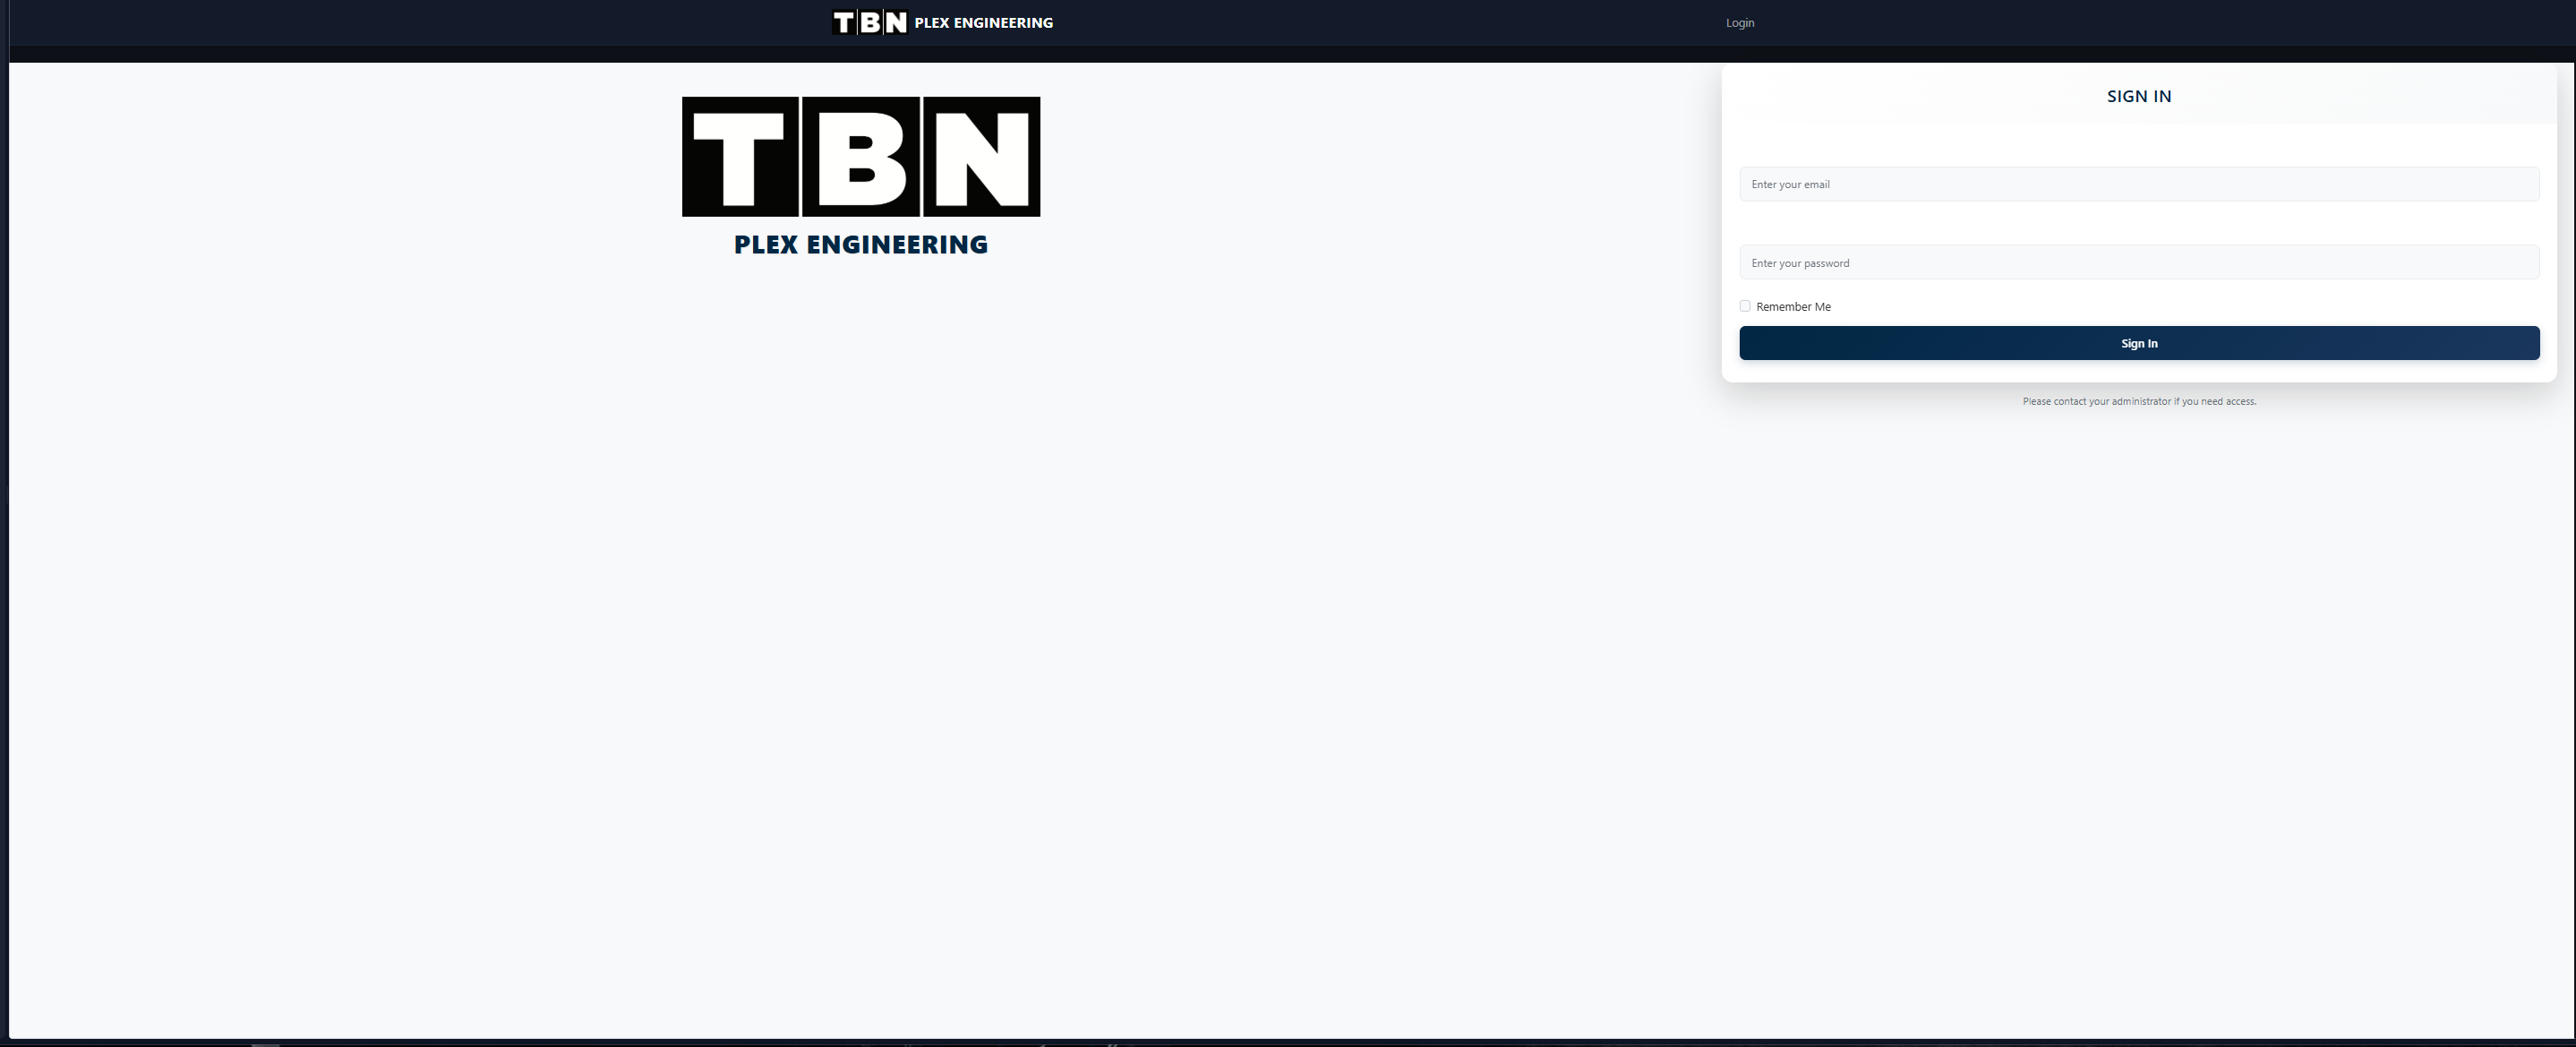 TBN PLEX ENGINEERING
Login
TBN
PLEX ENGINEERING
SIGN IN
Enter your email
Enter your password
Remember Me
Sign In
Please contact your administrator if you need access.